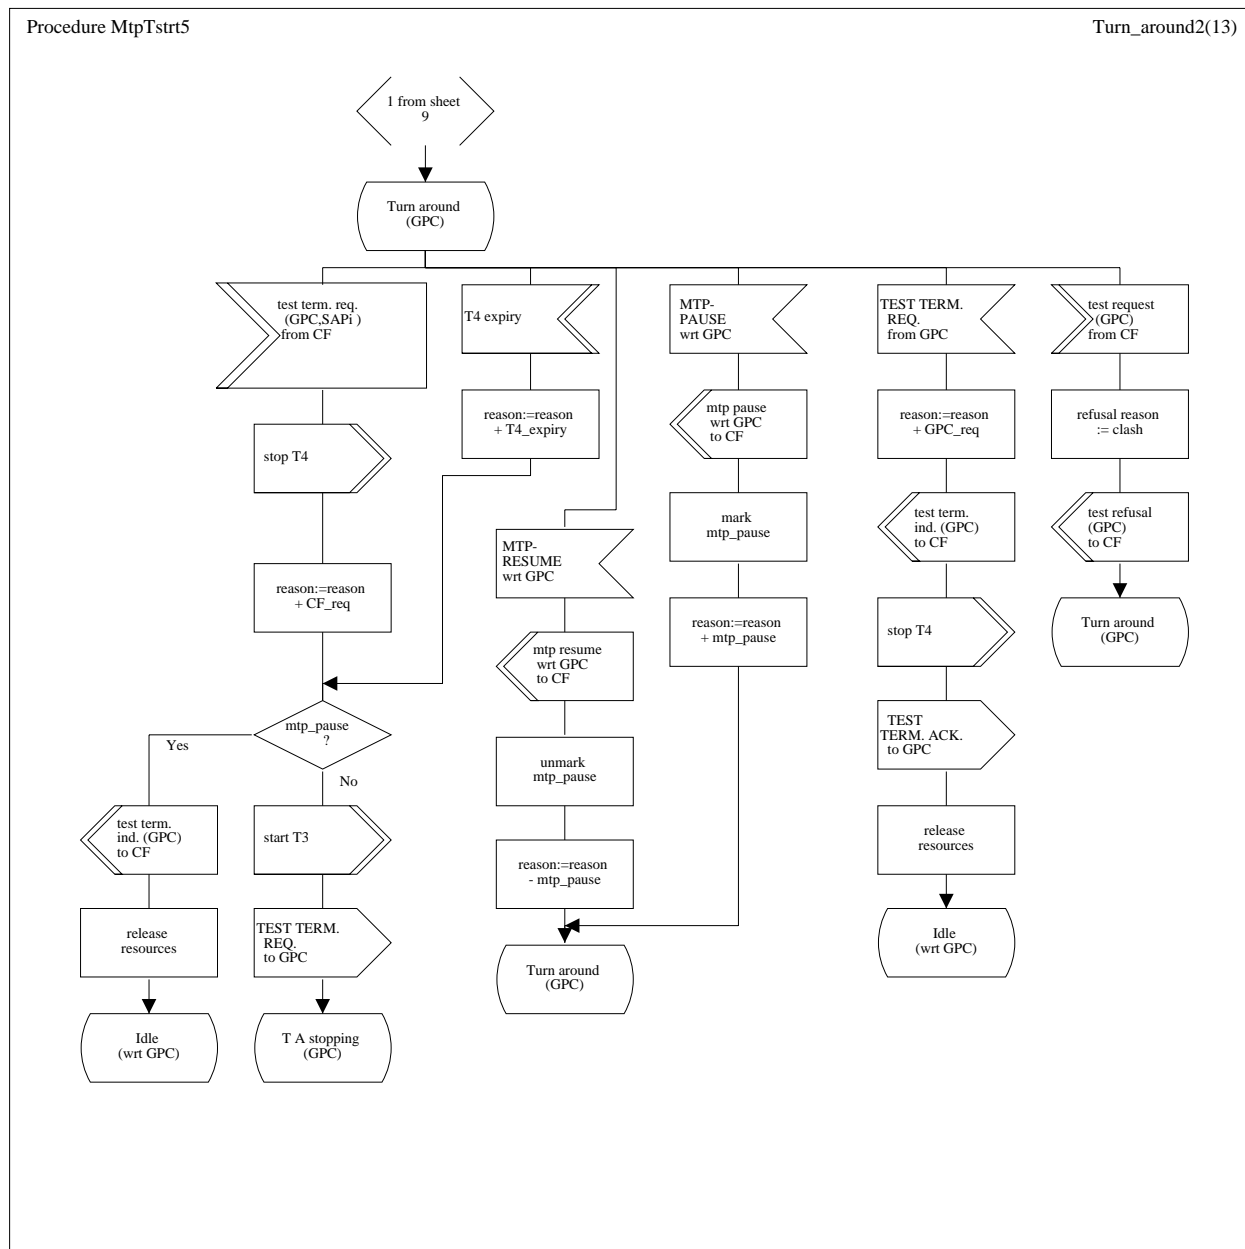 Procedure MtpTstrt5
Turn_around2(13)
1 from sheet
9
Turn around
(GPC)
test term. req.
(GPC,SAPi )
from CF
T4 expiry
MTP-
PAUSE
wrt GPC
TEST TERM.
REQ.
from GPC
test request
(GPC)
from CF
reason:=reason
+ T4_expiry
mtp pause
wrt GPC
to CF
reason:=reason
+ GPC_req
refusal reason
:= clash
stop T4
mark
mtp_pause
test term.
ind. (GPC)
to CF
test refusal
(GPC)
to CF
MTP-
RESUME
wrt GPC
reason:=reason
+ CF_req
reason:=reason
+ mtp_pause
stop T4
Turn around
(GPC)
mtp resume
wrt GPC
to CF
mtp_pause
?
Yes
No
unmark
mtp_pause
TEST
TERM. ACK.
to GPC
test term.
ind. (GPC)
to CF
start T3
reason:=reason
- mtp_pause
release
resources
release
resources
TEST TERM.
REQ.
to GPC
Turn around
(GPC)
Idle
(wrt GPC)
Idle
(wrt GPC)
T A stopping
(GPC)